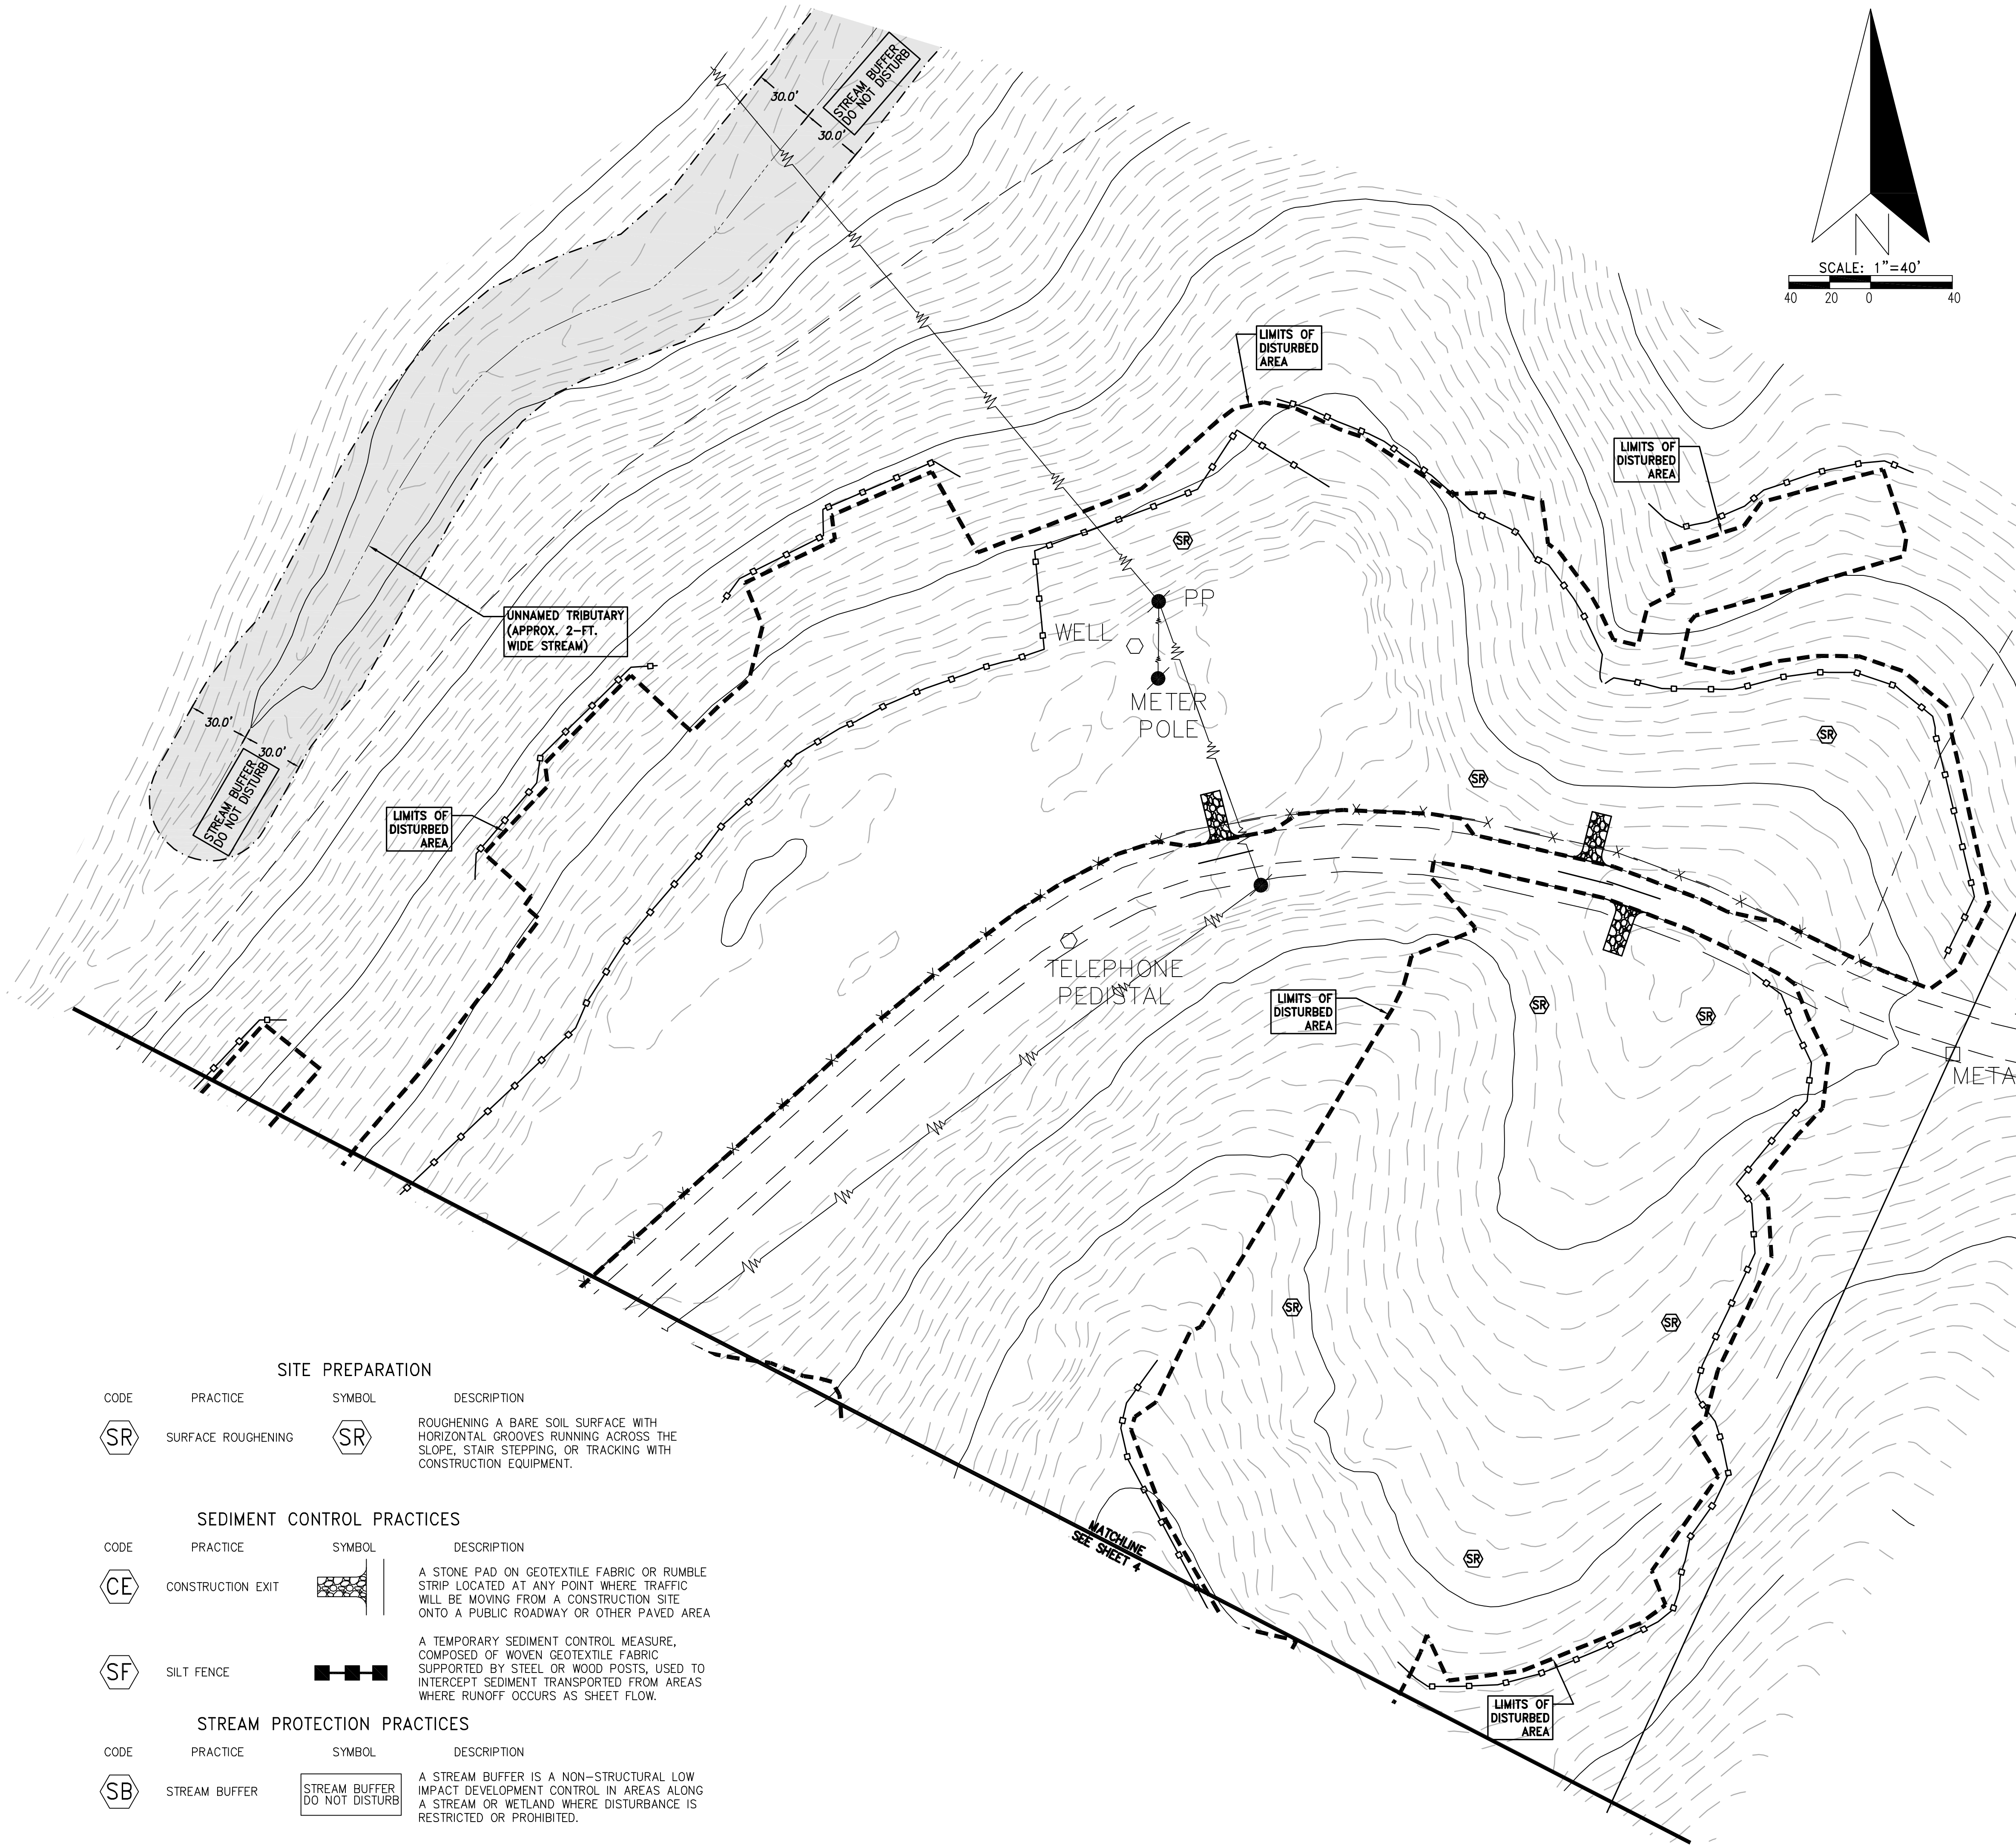 STREAM BUFFER
DO NOT DISTURB
30.0'
30.0'
N
SCALE: 1"=40'
40 20 0 40
LIMITS OF
DISTURBED
AREA
LIMITS OF
DISTURBED
AREA
SR
UNNAMED TRIBUTARY
(APPROX. 2-FT.
WIDE STREAM)
PP
WELL
METER
POLE
30.0'
30.0'
STREAM BUFFER
DO NOT DISTURB
LIMITS OF
DISTURBED
AREA
SR
SR
TELEPHONE
PEDISTAL
LIMITS OF
DISTURBED
AREA
SR
SR
META
SR
SR
SR
MATCHLINE
SEE SHEET 4
LIMITS OF
DISTURBED
AREA
SITE PREPARATION
CODE PRACTICE SYMBOL DESCRIPTION
SR SURFACE ROUGHENING SR
ROUGHENING A BARE SOIL SURFACE WITH
HORIZONTAL GROOVES RUNNING ACROSS THE
SLOPE, STAIR STEPPING, OR TRACKING WITH
CONSTRUCTION EQUIPMENT.
SEDIMENT CONTROL PRACTICES
CODE PRACTICE SYMBOL DESCRIPTION
CE CONSTRUCTION EXIT
A STONE PAD ON GEOTEXTILE FABRIC OR RUMBLE
STRIP LOCATED AT ANY POINT WHERE TRAFFIC
WILL BE MOVING FROM A CONSTRUCTION SITE
ONTO A PUBLIC ROADWAY OR OTHER PAVED AREA
SF SILT FENCE
A TEMPORARY SEDIMENT CONTROL MEASURE,
COMPOSED OF WOVEN GEOTEXTILE FABRIC
SUPPORTED BY STEEL OR WOOD POSTS, USED TO
INTERCEPT SEDIMENT TRANSPORTED FROM AREAS
WHERE RUNOFF OCCURS AS SHEET FLOW.
STREAM PROTECTION PRACTICES
CODE PRACTICE SYMBOL DESCRIPTION
SB STREAM BUFFER
STREAM BUFFER
DO NOT DISTURB
A STREAM BUFFER IS A NON-STRUCTURAL LOW
IMPACT DEVELOPMENT CONTROL IN AREAS ALONG
A STREAM OR WETLAND WHERE DISTURBANCE IS
RESTRICTED OR PROHIBITED.